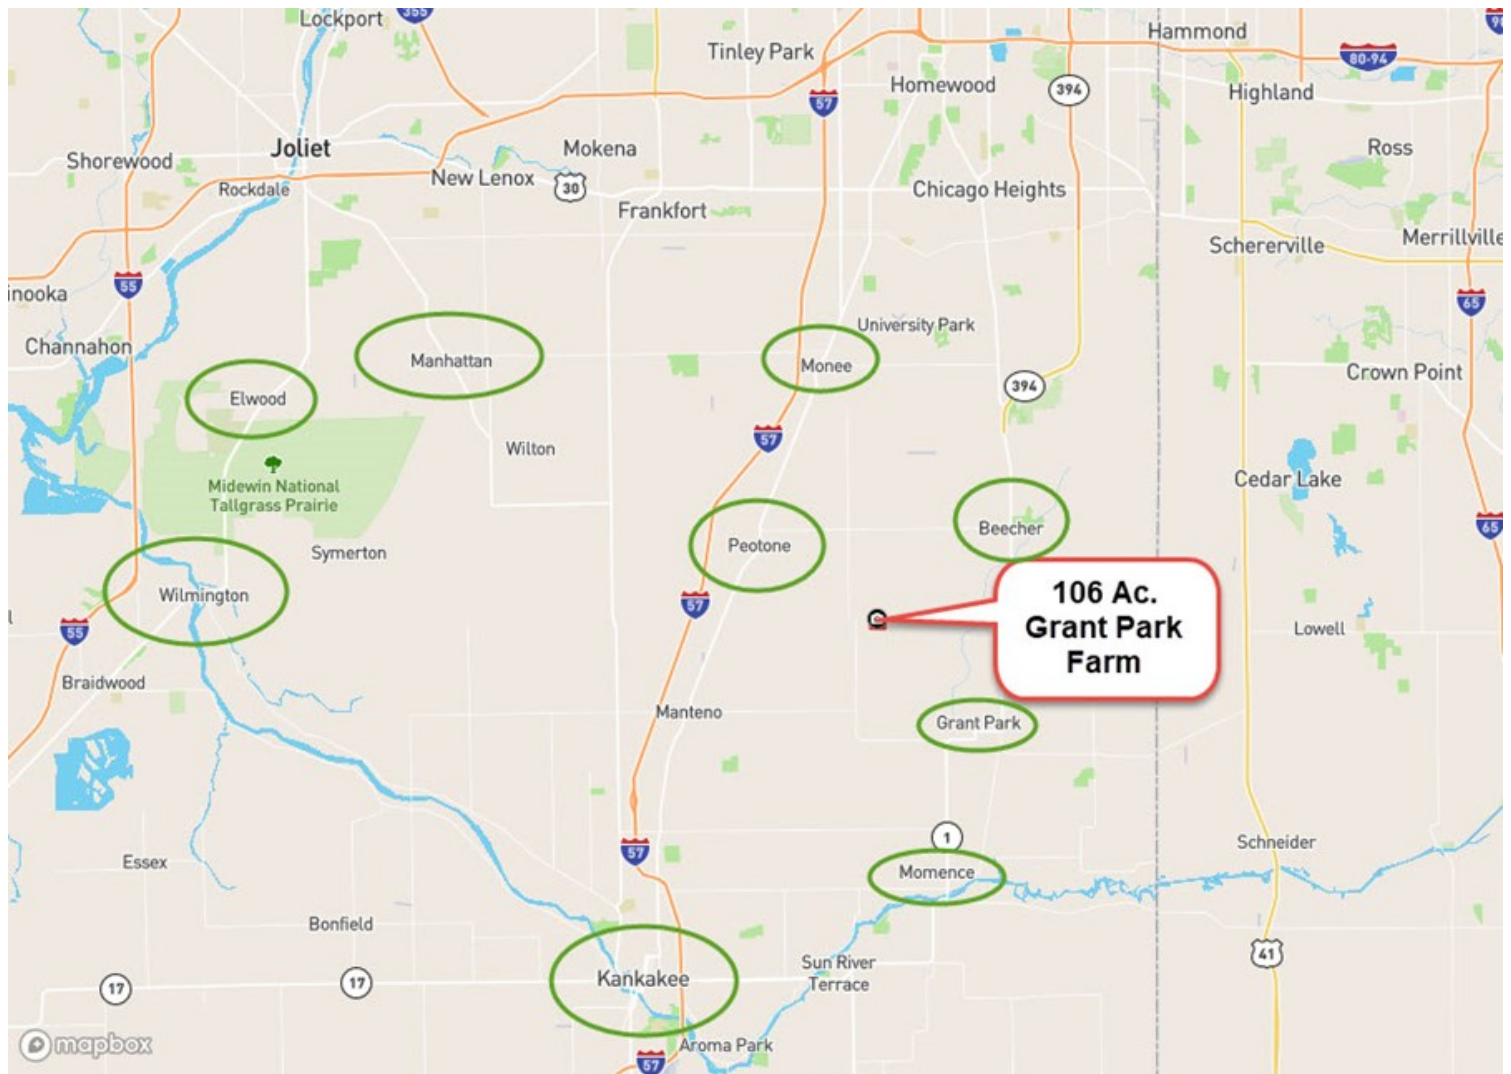 Lockport
355
Tinley Park
Hammond
90
80-94
Homewood
394
57
Highland
Joliet
Mokena
Ross
Shorewood
New Lenox
30
Rockdale
Chicago Heights
Frankfort
Merrillville
Schererville
55
inooka
65
University Park
Channahon
Manhattan
Monee
Crown Point
394
Elwood
57
Wilton
Midewin National
Tallgrass Prairie
Cedar Lake
Beecher
65
Peotone
Symerton
Wilmington
57
106 Ac.
Grant Park
Farm
55
Lowell
Braidwood
Manteno
Grant Park
1
57
Schneider
Essex
Momence
Bonfield
41
Kankakee
Sun River
Terrace
17
17
mapbox
Aroma Park
57